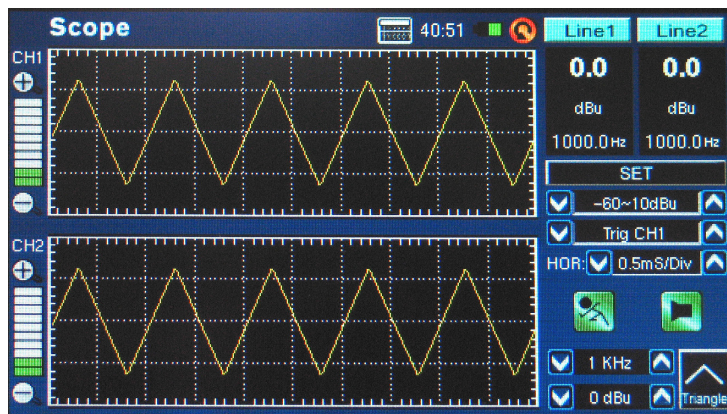 Scope
40:51
Line1
Line2
CH1
0.0
0.0
dBu
dBu
1000.0Hz
1000.0Hz
SET
-60~10dBu
Trig CH1
HOR:
0.5mS/Div
CH2
1 KHz
0 dBu
Triangle